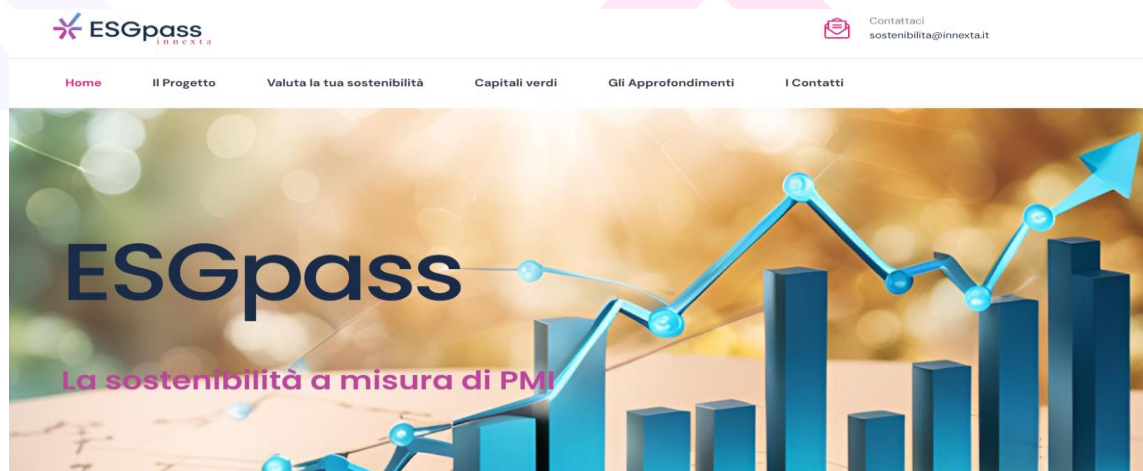 ESGpass
innexta
Contattaci
sostenibilita@innexta.it
Home
Il Progetto
Valuta la tua sostenibilità
Capitali verdi
Gli Approfondimenti
I Contatti
ESGpass
La sostenibilità a misura di PMI